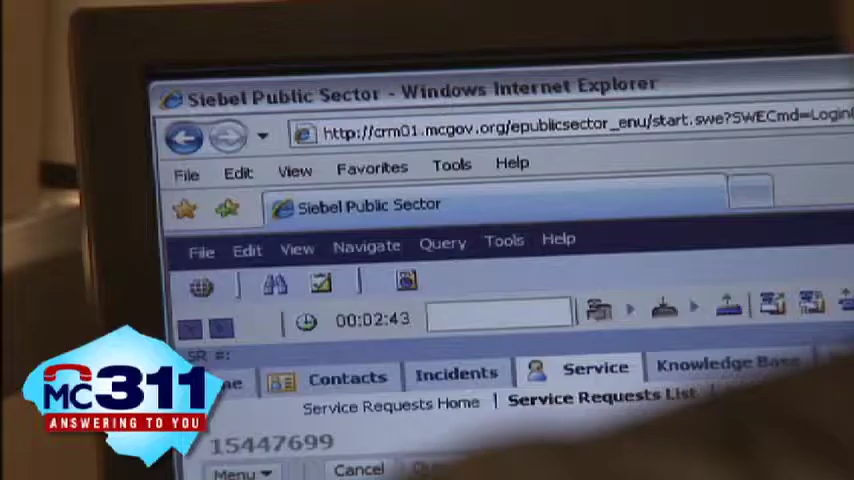 Siebel Public Sector - Windows Internet Explorer
http://crm01.mcgov.org/epublicsector_enu/start.swe?SWECmd=Login
File Edit View Favorites Tools Help
Siebel Public Sector
File Edit View Navigate Query Tools Help
00:02:43
SR #:
Contacts Incidents Service Knowledge Base
Service Requests Home | Service Requests List |
15447699
Menu Cancel
MC311
ANSWERING TO YOU